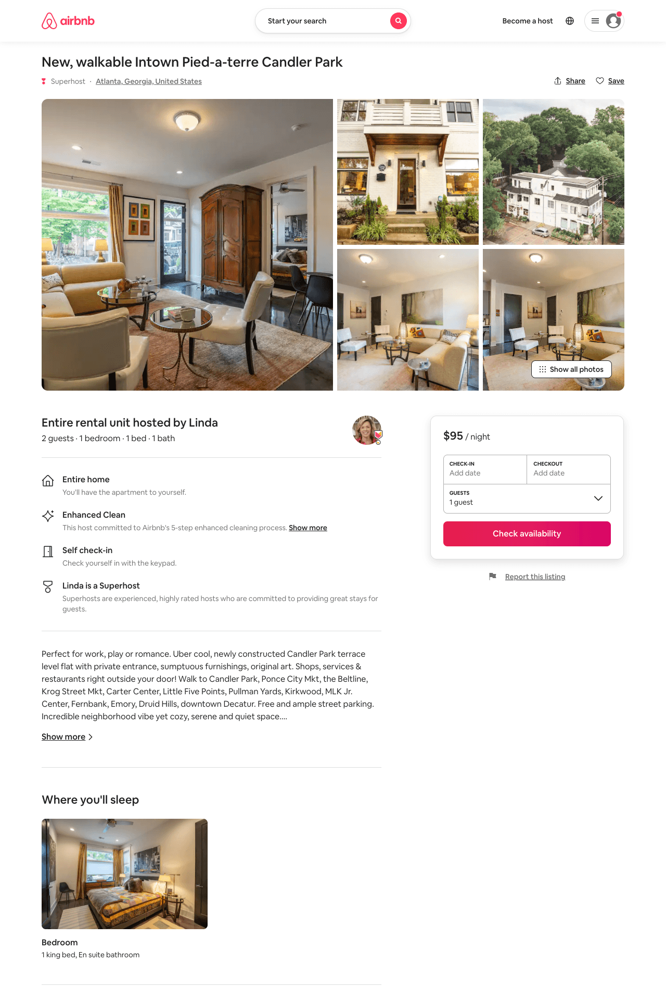 airbnb
Start your search
Become a host
New, walkable Intown Pied-a-terre Candler Park
Superhost · Atlanta, Georgia, United States
Share
Save
Show all photos
Entire rental unit hosted by Linda
2 guests · 1 bedroom · 1 bed · 1 bath
$95 / night
CHECK-IN
Add date
CHECKOUT
Add date
GUESTS
1 guest
Check availability
Report this listing
Entire home
You'll have the apartment to yourself.
Enhanced Clean
This host committed to Airbnb's 5-step enhanced cleaning process. Show more
Self check-in
Check yourself in with the keypad.
Linda is a Superhost
Superhosts are experienced, highly rated hosts who are committed to providing great stays for
guests.
Perfect for work, play or romance. Uber cool, newly constructed Candler Park terrace
level flat with private entrance, sumptuous furnishings, original art. Shops, services &
restaurants right outside your door! Walk to Candler Park, Ponce City Mkt, the Beltline,
Krog Street Mkt, Carter Center, Little Five Points, Pullman Yards, Kirkwood, MLK Jr.
Center, Fernbank, Emory, Druid Hills, downtown Decatur. Free and ample street parking.
Incredible neighborhood vibe yet cozy, serene and quiet space....
Show more
Where you'll sleep
Bedroom
1 king bed, En suite bathroom